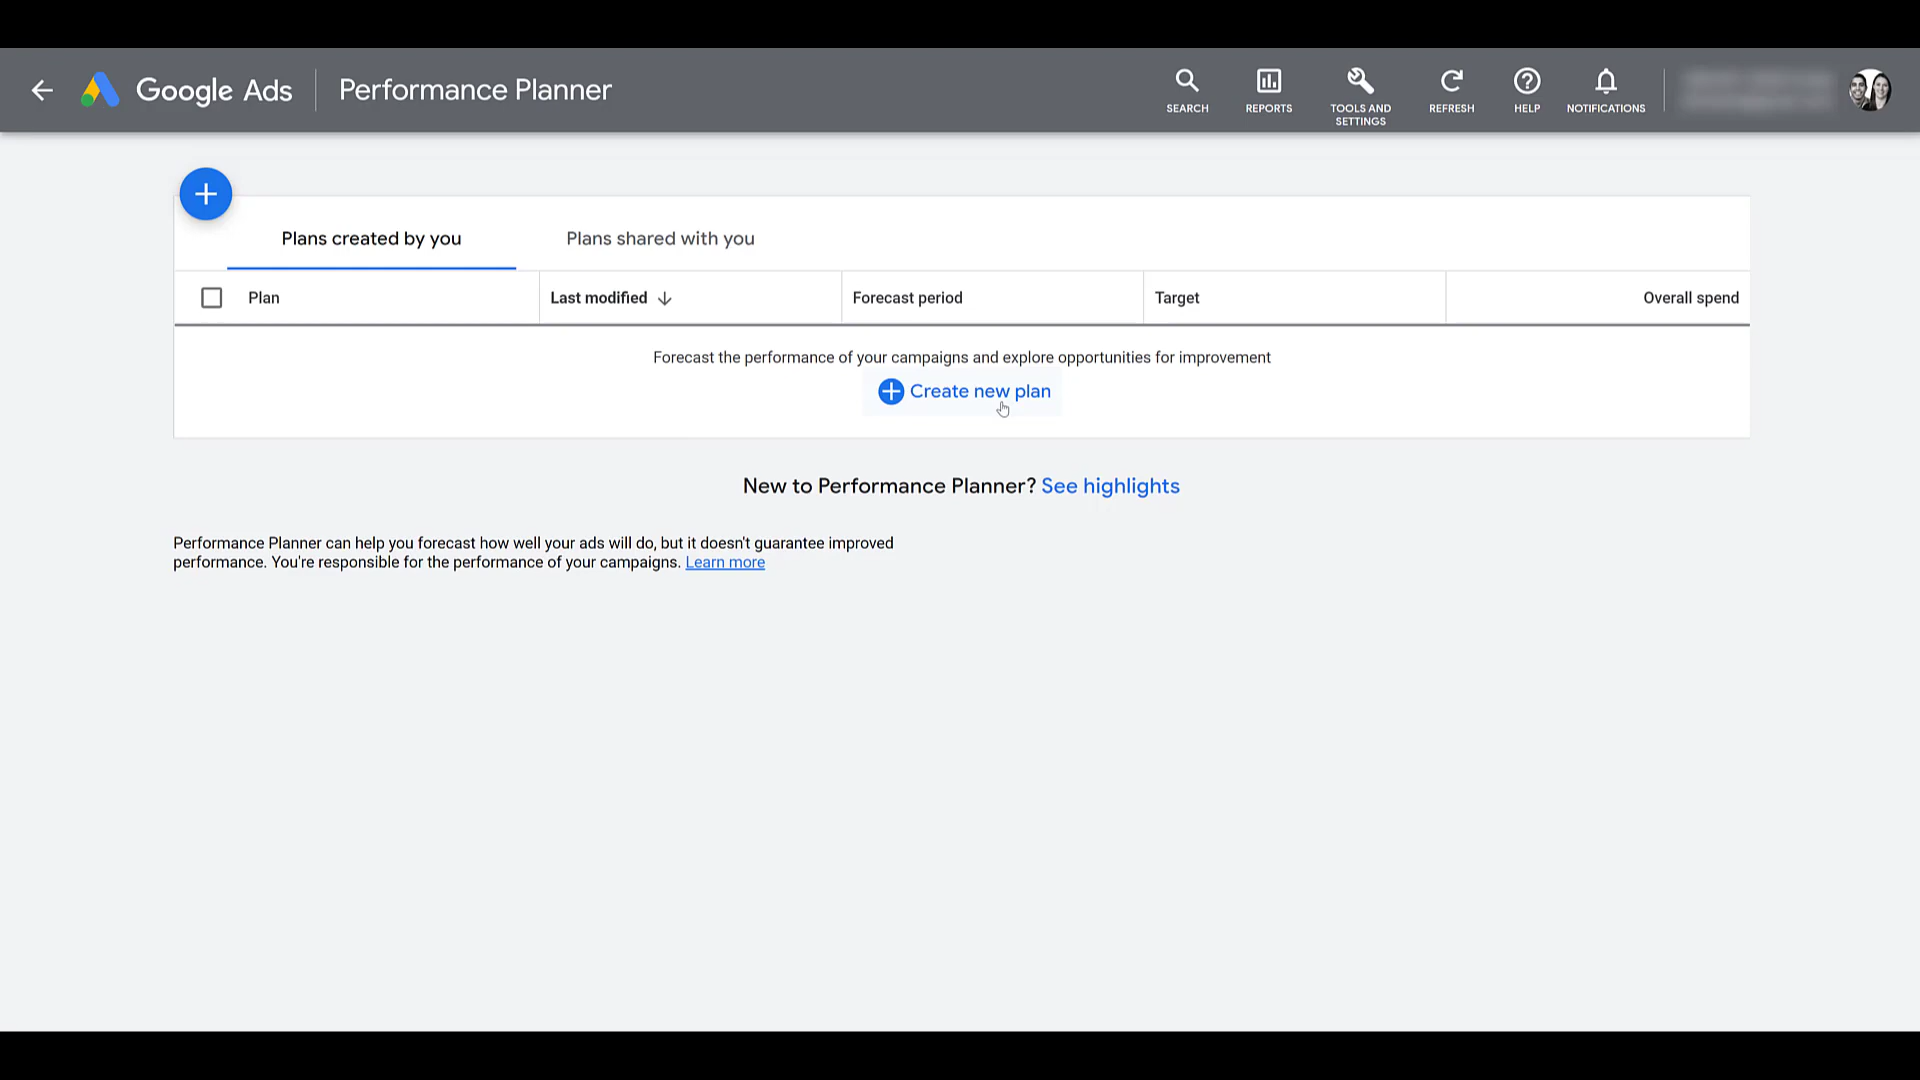 Google Ads
Performance Planner
SEARCH
REPORTS
TOOLS AND
SETTINGS
REFRESH
HELP
NOTIFICATIONS
Plans created by you
Plans shared with you
Plan
Last modified
Forecast period
Target
Overall spend
Forecast the performance of your campaigns and explore opportunities for improvement
Create new plan
New to Performance Planner? See highlights
Performance Planner can help you forecast how well your ads will do, but it doesn't guarantee improved
performance. You're responsible for the performance of your campaigns. Learn more